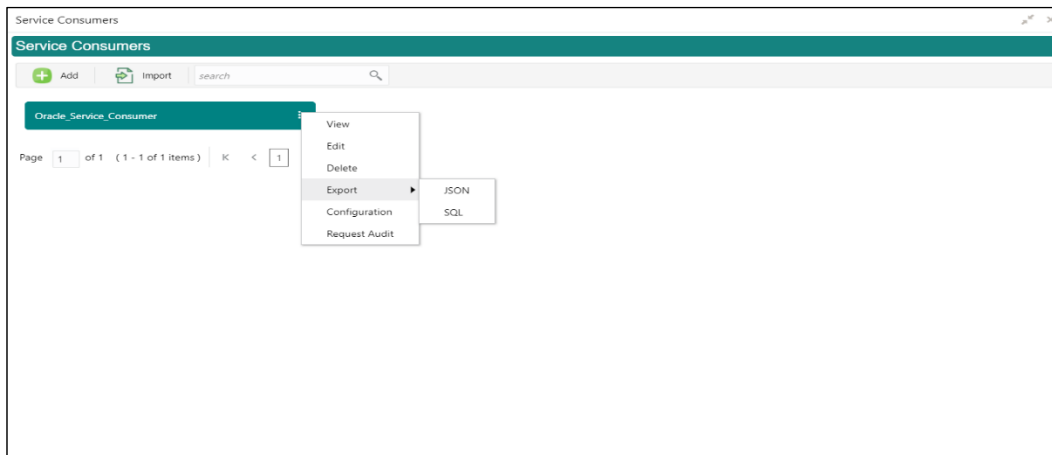 Service Consumers
Service Consumers
Add Import search
Oracle_Service_Consumer
Page 1 of 1 ( 1 - 1 of 1 items ) K < 1
View
Edit
Delete
Export JSON
Configuration SQL
Request Audit